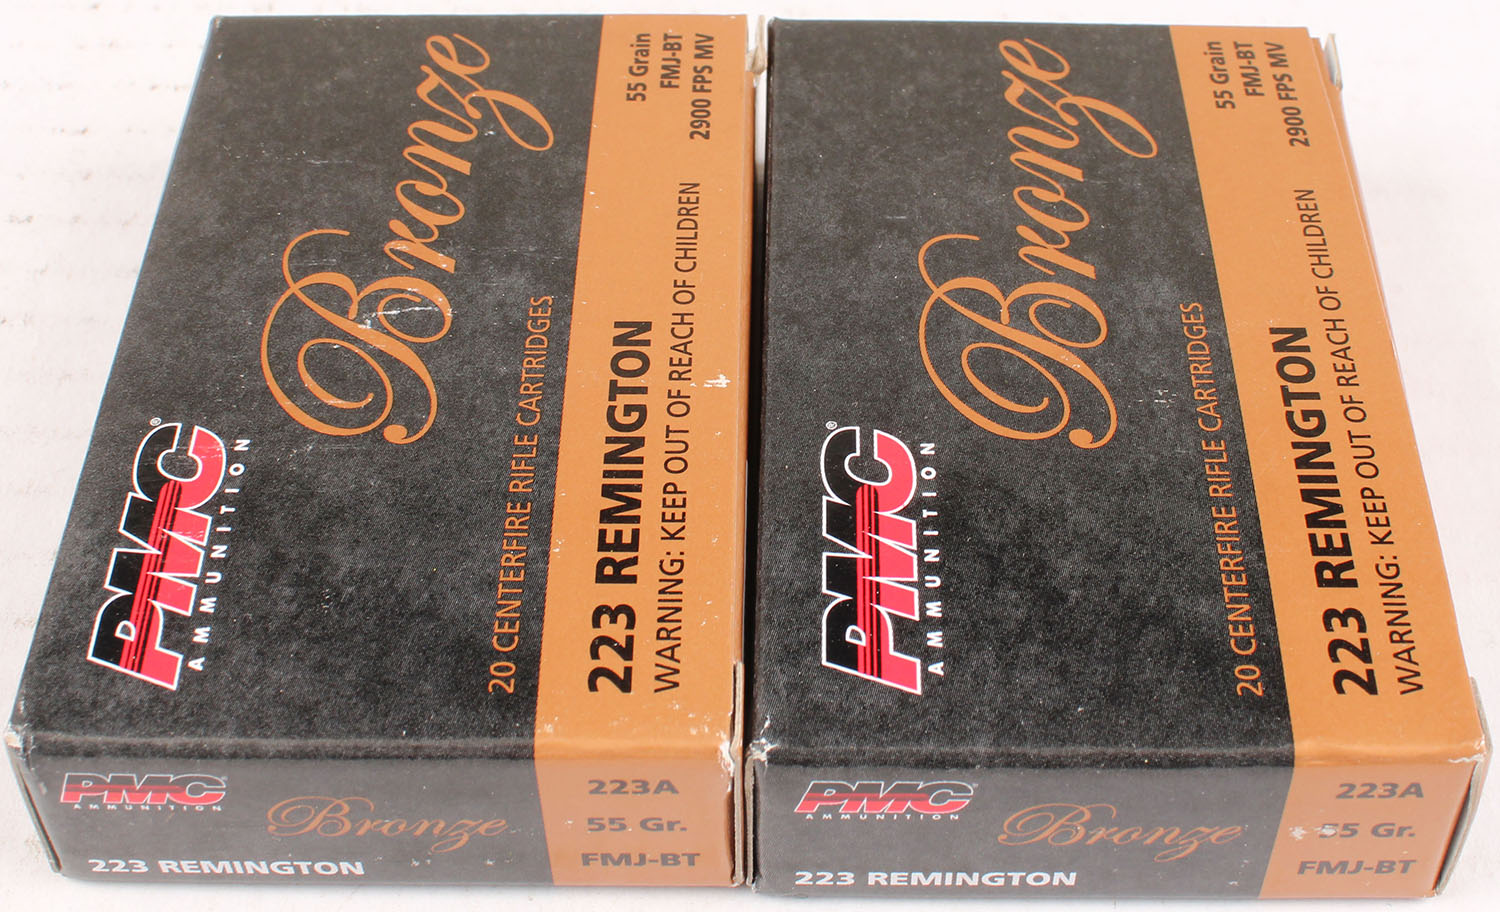 PMC®
AMMUNITION
Bronze
20 CENTERFIRE RIFLE CARTRIDGES
223 REMINGTON
55 Grain
FMJ-BT
2900 FPS MV
WARNING: KEEP OUT OF REACH OF CHILDREN
PMC
AMMUNITION
Bronze
223 REMINGTON
223A
55 Gr.
FMJ-BT
PMC®
AMMUNITION
Bronze
20 CENTERFIRE RIFLE CARTRIDGES
223 REMINGTON
55 Grain
FMJ-BT
2900 FPS MV
WARNING: KEEP OUT OF REACH OF CHILDREN
PMC
AMMUNITION
Bronze
223 REMINGTON
223A
55 Gr.
FMJ-BT